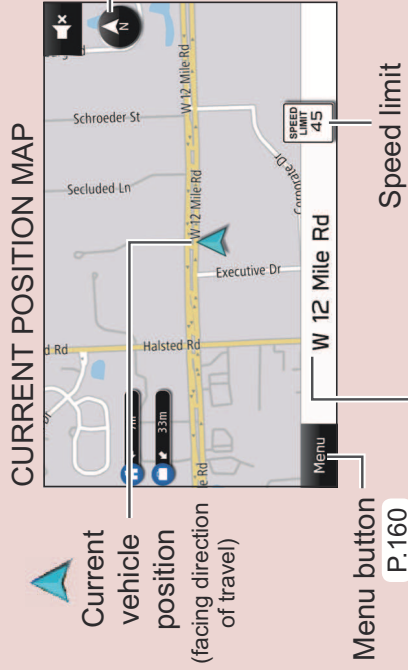 CURRENT POSITION MAP
Current
vehicle
position
(facing direction
of travel)
Schroeder St
Secluded Ln
W 12 Mile Rd
W 12 Mile Rd
Corporate Dr
Executive Dr
Halsted Rd
d Rd
33m
e Rd
SPEED
LIMIT
45
W 12 Mile Rd
Menu
Menu button
P.160
Speed limit